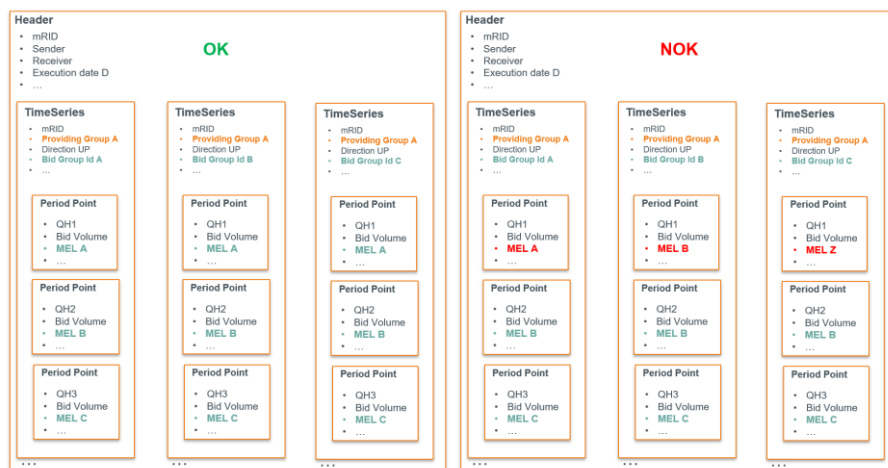 Header
• mRID
• Sender
• Receiver
• Execution date D
• ...
OK
TimeSeries
• mRID
• Providing Group A
• Direction UP
• Bid Group Id A
• ...
Period Point
• QH1
• Bid Volume
• MEL A
• ...
Period Point
• QH2
• Bid Volume
• MEL B
• ...
Period Point
• QH3
• Bid Volume
• MEL C
• ...
...
TimeSeries
• mRID
• Providing Group A
• Direction UP
• Bid Group Id B
• ...
Period Point
• QH1
• Bid Volume
• MEL A
• ...
Period Point
• QH2
• Bid Volume
• MEL B
• ...
Period Point
• QH3
• Bid Volume
• MEL C
• ...
...
TimeSeries
• mRID
• Providing Group A
• Direction UP
• Bid Group Id C
• ...
Period Point
• QH1
• Bid Volume
• MEL A
• ...
Period Point
• QH2
• Bid Volume
• MEL B
• ...
Period Point
• QH3
• Bid Volume
• MEL C
• ...
...
Header
• mRID
• Sender
• Receiver
• Execution date D
• ...
NOK
TimeSeries
• mRID
• Providing Group A
• Direction UP
• Bid Group Id A
• ...
Period Point
• QH1
• Bid Volume
• MEL A
• ...
Period Point
• QH2
• Bid Volume
• MEL B
• ...
Period Point
• QH3
• Bid Volume
• MEL C
• ...
...
TimeSeries
• mRID
• Providing Group A
• Direction UP
• Bid Group Id B
• ...
Period Point
• QH1
• Bid Volume
• MEL B
• ...
Period Point
• QH2
• Bid Volume
• MEL B
• ...
Period Point
• QH3
• Bid Volume
• MEL C
• ...
...
TimeSeries
• mRID
• Providing Group A
• Direction UP
• Bid Group Id C
• ...
Period Point
• QH1
• Bid Volume
• MEL Z
• ...
Period Point
• QH2
• Bid Volume
• MEL B
• ...
Period Point
• QH3
• Bid Volume
• MEL C
• ...
...